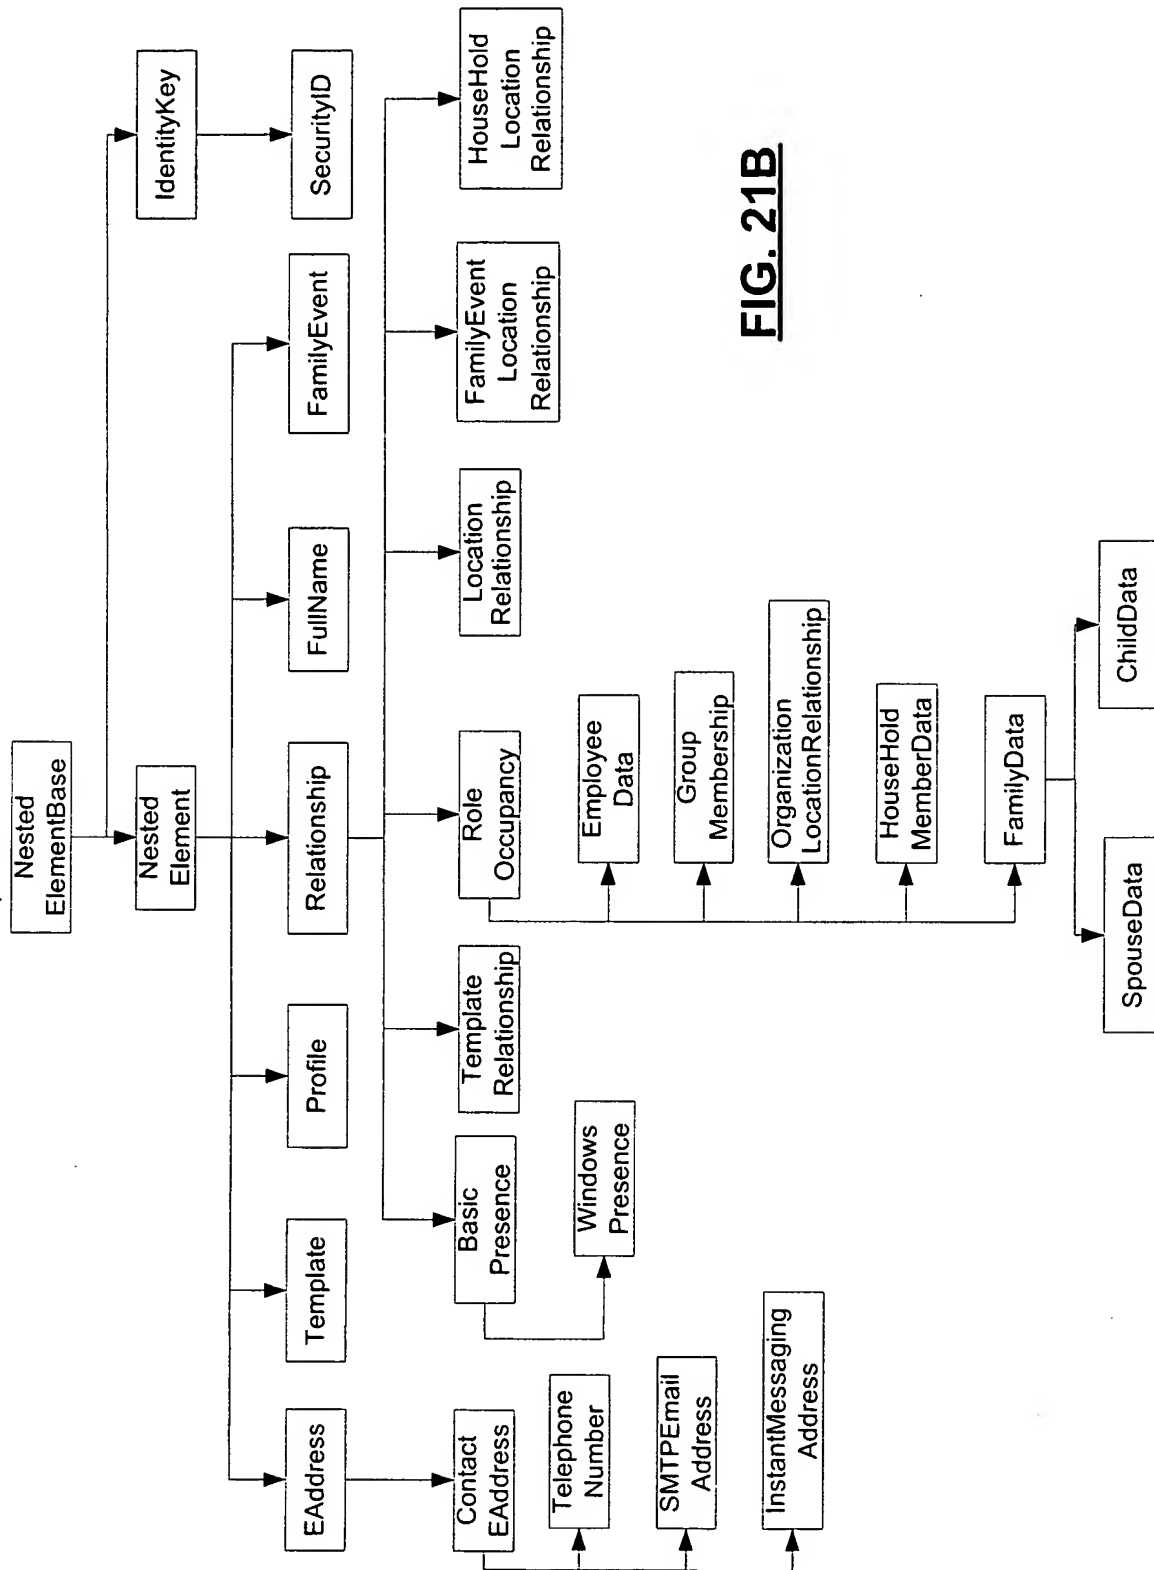 Nested
ElementBase
Nested
Element
IdentityKey
EAddress
Template
Profile
Relationship
FullName
FamilyEvent
SecurityID
Contact
EAddress
Basic
Presence
Template
Relationship
Role
Occupancy
Location
Relationship
FamilyEvent
Location
Relationship
HouseHold
Location
Relationship
Telephone
Number
SMTPEmail
Address
InstantMessaging
Address
Windows
Presence
Employee
Data
Group
Membership
Organization
LocationRelationship
HouseHold
MemberData
FamilyData
SpouseData
ChildData
FIG. 21B